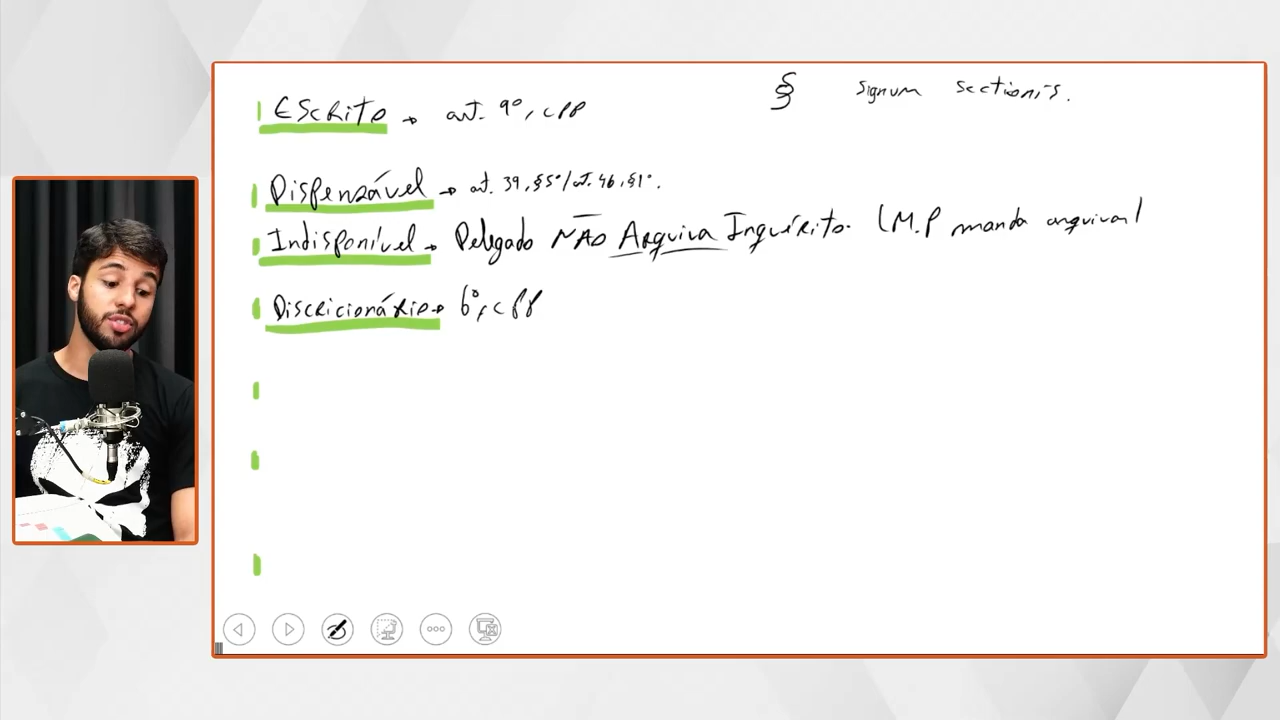 § signum sectionis.
Escrito → art. 9º, CPP
Dispensável → art. 39, §5º/art. 46, §1º.
Indisponível → Delegado NÃO Arquiva Inquérito. (M.P manda arquivar)
Discricionário → 6º, CPP